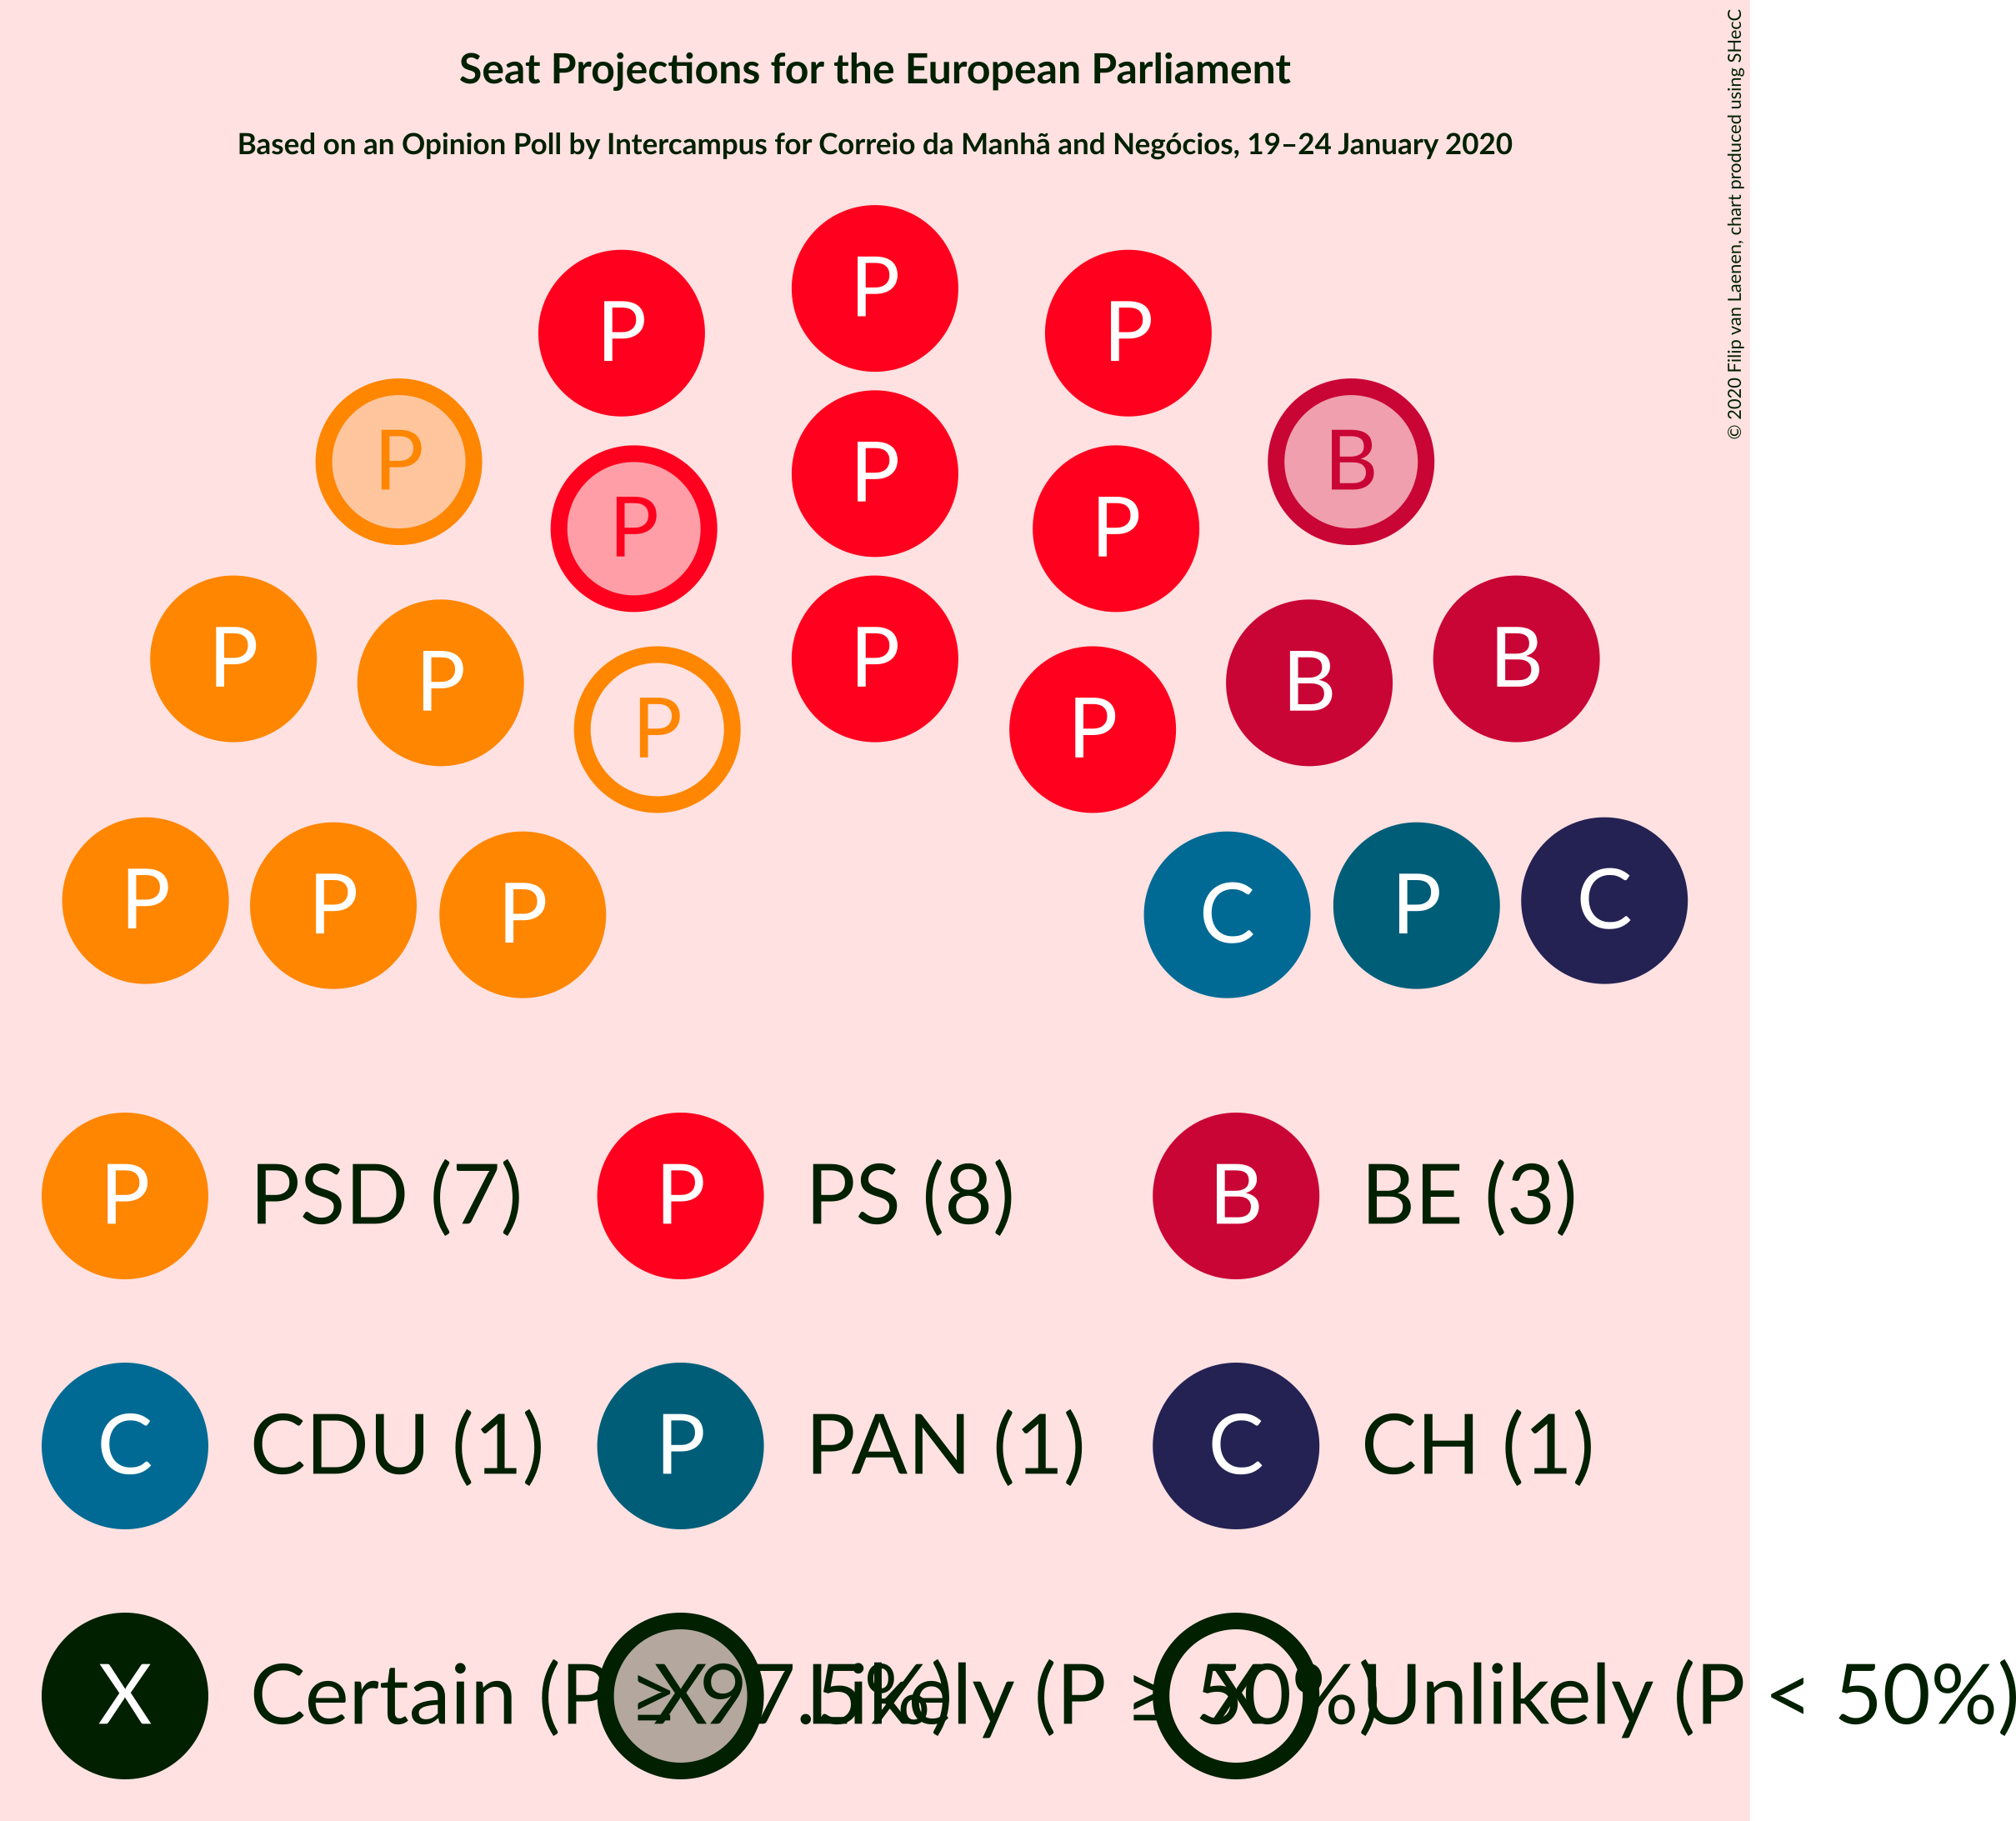 Seat Projections for the European Parliament
Based on an Opinion Poll by Intercampus for Correio da Manhã and Negócios, 19–24 January 2020
© 2020 Filip van Laenen, chart produced using SHecC
P
P P
P B
P
P P
P B
P P
P B
P P
P P
P C
P P
C
P PSD (7) P PS (8) B BE (3)
C CDU (1) P PAN (1) C CH (1)
X Certain (P ≥ 97.5%) X Likely (P ≥ 50%) X Unlikely (P < 50%)